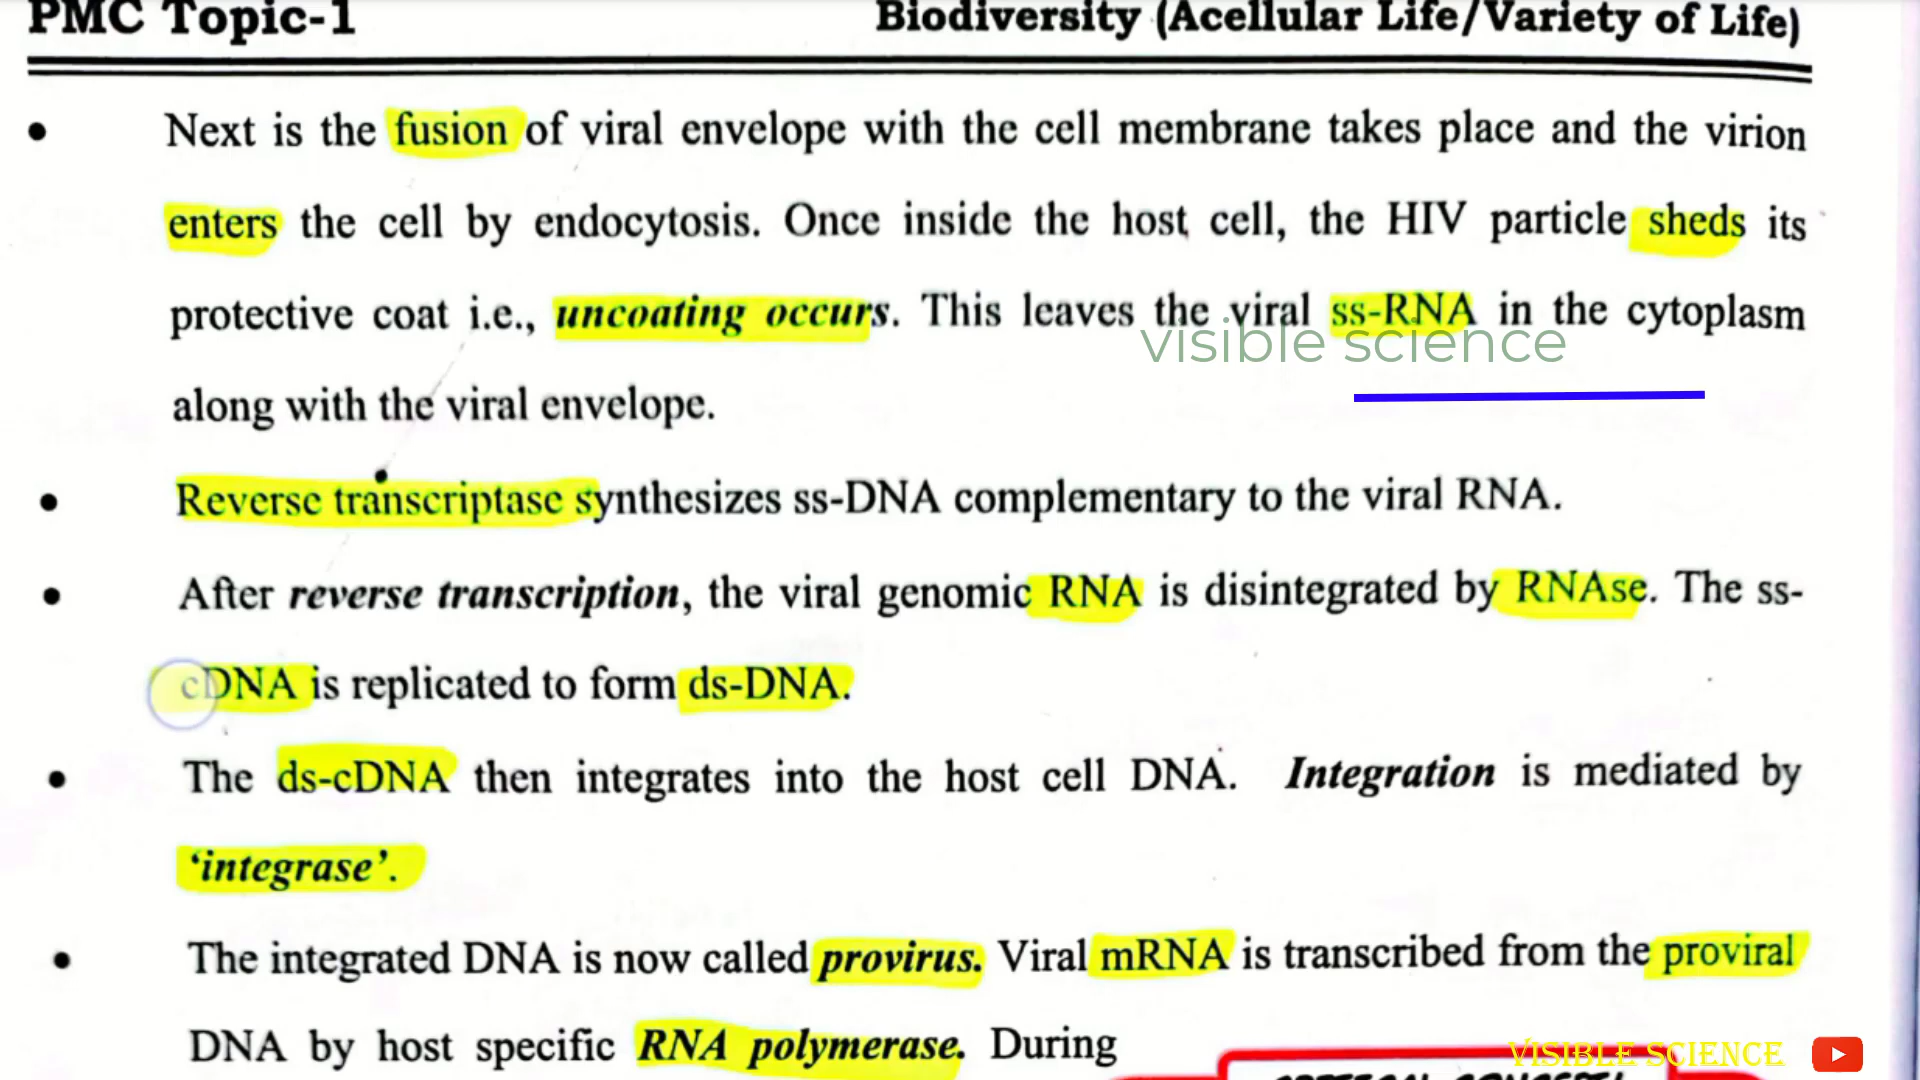 PMC Topic-1 Biodiversity (Acellular Life/Variety of Life)
• Next is the fusion of viral envelope with the cell membrane takes place and the virion
enters the cell by endocytosis. Once inside the host cell, the HIV particle sheds its
protective coat i.e., uncoating occurs. This leaves the viral ss-RNA in the cytoplasm
visible science
along with the viral envelope.
• Reverse transcriptase synthesizes ss-DNA complementary to the viral RNA.
• After reverse transcription, the viral genomic RNA is disintegrated by RNAse. The ss-
cDNA is replicated to form ds-DNA.
• The ds-cDNA then integrates into the host cell DNA. Integration is mediated by
‘integrase’.
• The integrated DNA is now called provirus. Viral mRNA is transcribed from the proviral
DNA by host specific RNA polymerase. During
VISIBLE SCIENCE